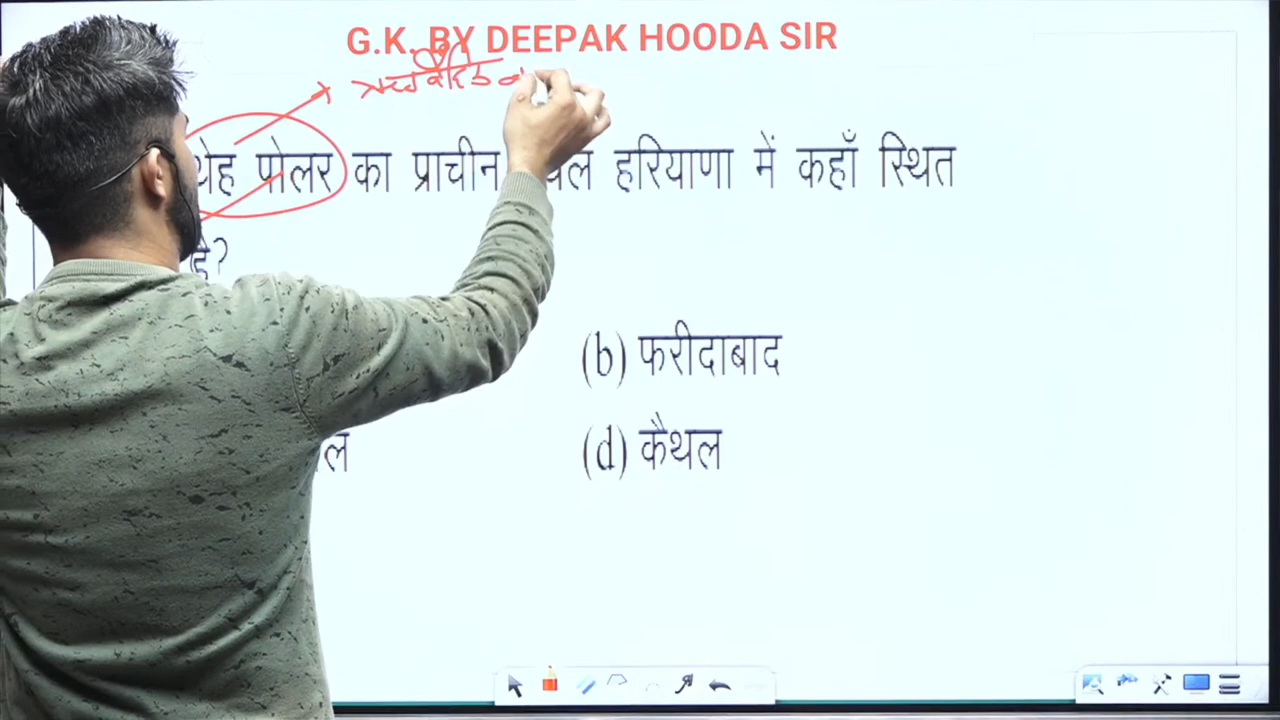 G.K. BY DEEPAK HOODA SIR
थेह पोलर का प्राचीन हरियाणा में कहाँ स्थित
है?
(b) फरीदाबाद
(d) कैथल